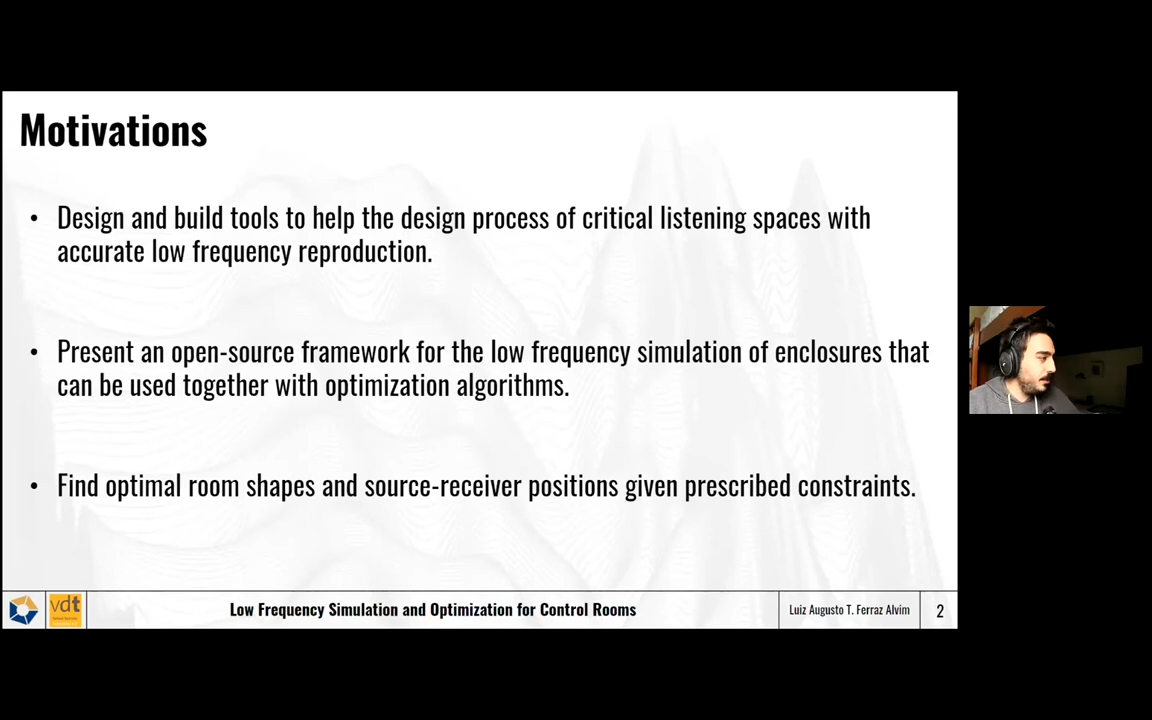 Motivations
• Design and build tools to help the design process of critical listening spaces with
accurate low frequency reproduction.
• Present an open-source framework for the low frequency simulation of enclosures that
can be used together with optimization algorithms.
• Find optimal room shapes and source-receiver positions given prescribed constraints.
vdt
Low Frequency Simulation and Optimization for Control Rooms
Luiz Augusto T. Ferraz Alvim
2